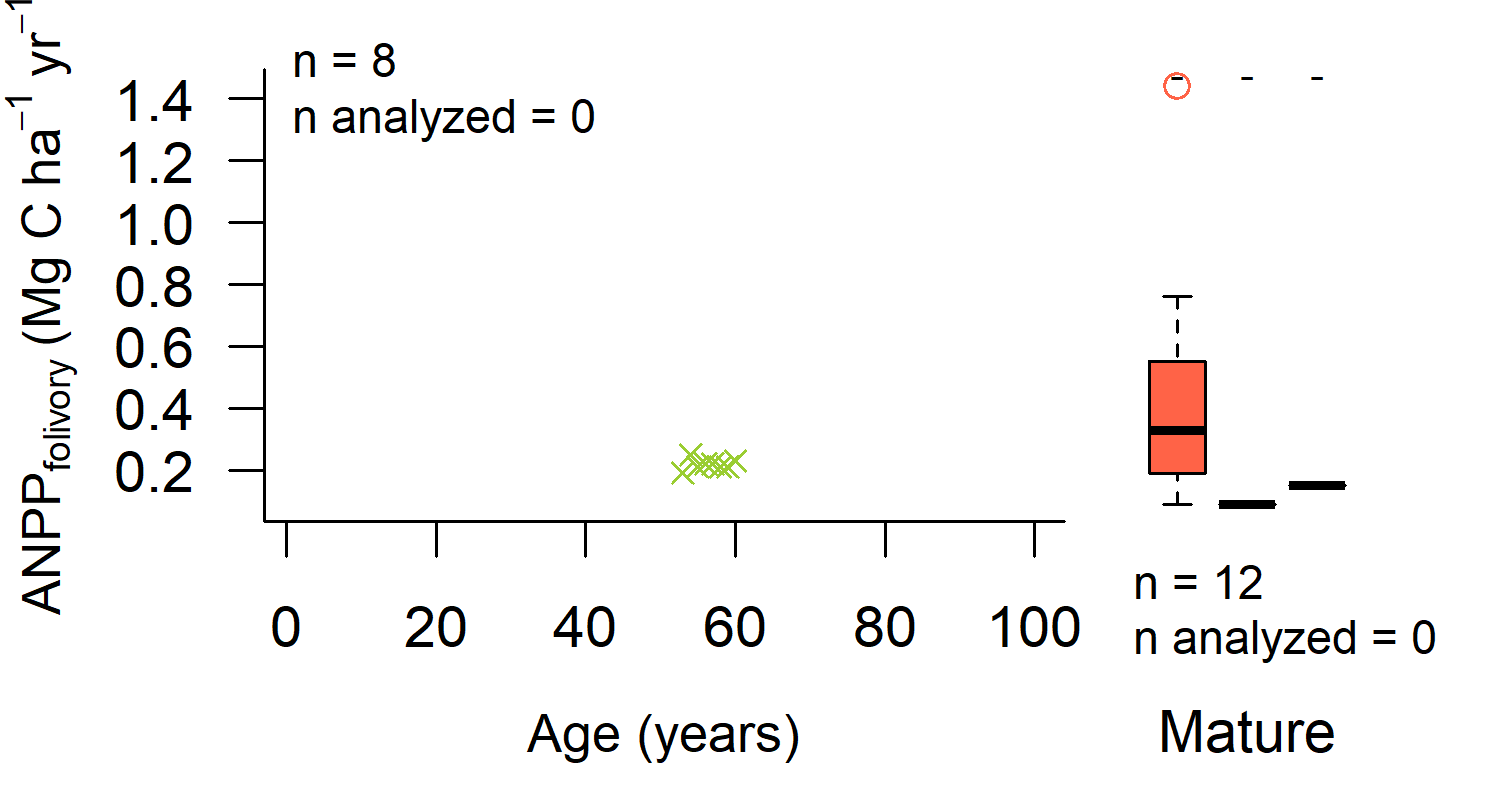 ANPPfolivory (Mg C ha⁻¹ yr⁻¹
n = 8
n analyzed = 0
1.4
1.2
1.0
0.8
0.6
0.4
0.2
0 20 40 60 80 100
Age (years)
- - -
n = 12
n analyzed = 0
Mature